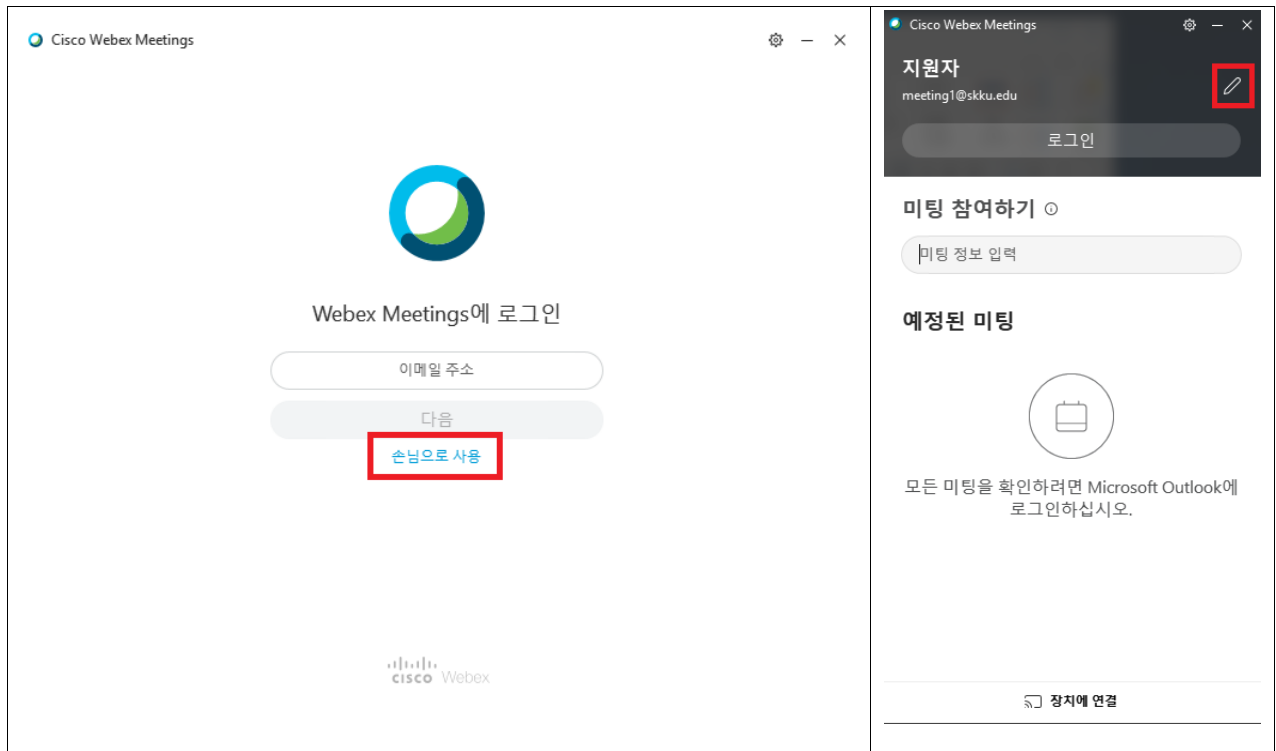 Cisco Webex Meetings
Webex Meetings에 로그인
이메일 주소
다음
손님으로 사용
cisco Webex
Cisco Webex Meetings
지원자
meeting1@skku.edu
로그인
미팅 참여하기
미팅 정보 입력
예정된 미팅
모든 미팅을 확인하려면 Microsoft Outlook에
로그인하십시오.
장치에 연결